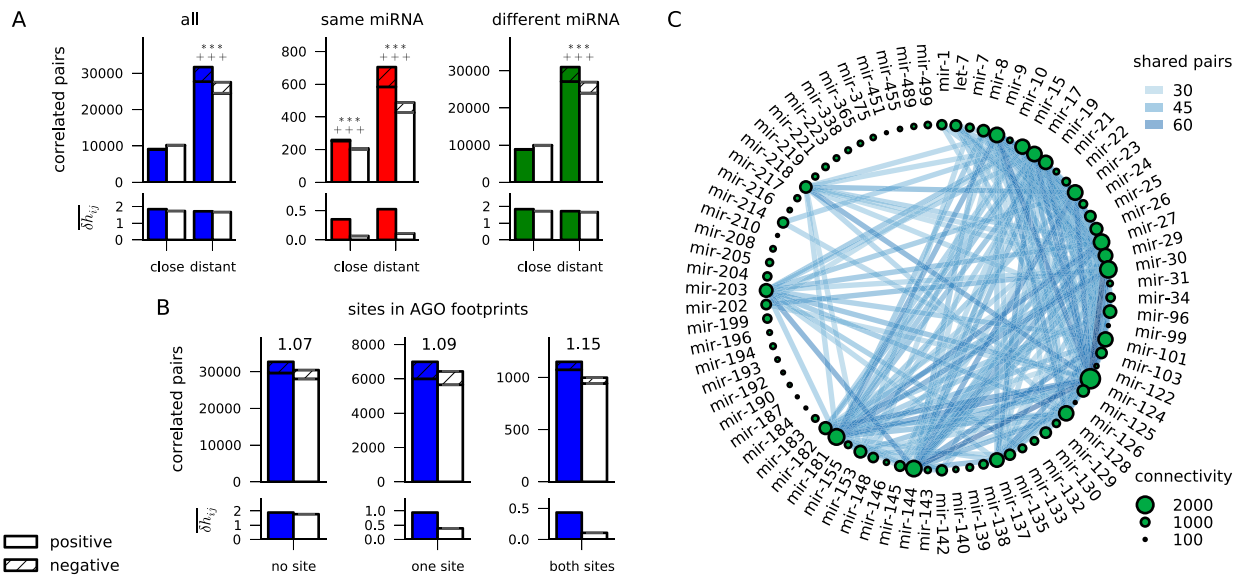 A
all
same miRNA
different miRNA
correlated pairs
30000
20000
10000
0
***
+++
800
600
400
200
0
***
+++
***
+++
30000
20000
10000
0
***
+++
δh_ij
2
1
0
0.5
0.0
2
1
0
close distant
close distant
close distant
B
sites in AGO footprints
correlated pairs
1.07
1.09
1.15
30000
20000
10000
0
8000
6000
4000
2000
0
1000
500
0
δh_ij
2
1
0
1.0
0.5
0.0
0.5
0.0
no site
one site
both sites
positive
negative
C
shared pairs
30
45
60
mir-1
let-7
mir-7
mir-8
mir-9
mir-10
mir-15
mir-17
mir-19
mir-21
mir-22
mir-23
mir-24
mir-25
mir-26
mir-27
mir-29
mir-30
mir-31
mir-34
mir-96
mir-99
mir-101
mir-103
mir-122
mir-124
mir-125
mir-126
mir-128
mir-129
mir-130
mir-132
mir-133
mir-135
mir-137
mir-138
mir-139
mir-140
mir-142
mir-143
mir-144
mir-145
mir-146
mir-148
mir-153
mir-155
mir-181
mir-182
mir-183
mir-184
mir-187
mir-190
mir-192
mir-193
mir-194
mir-196
mir-199
mir-202
mir-203
mir-204
mir-205
mir-208
mir-210
mir-214
mir-216
mir-217
mir-218
mir-219
mir-221
mir-223
mir-338
mir-365
mir-375
mir-451
mir-455
mir-489
mir-499
connectivity
2000
1000
100